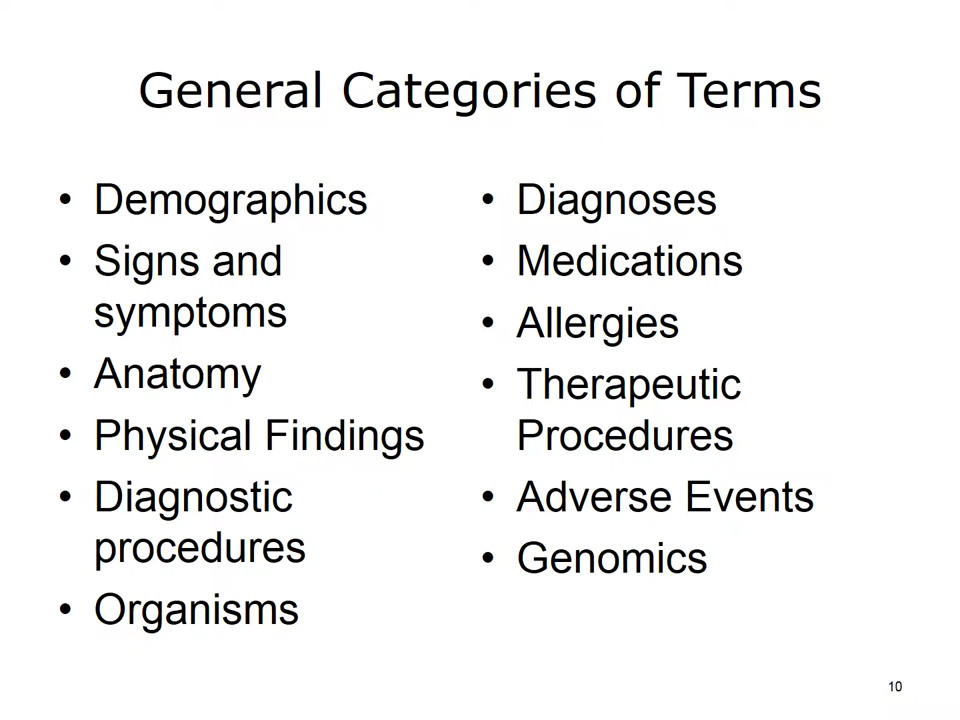 General Categories of Terms
• Demographics
• Signs and
symptoms
• Anatomy
• Physical Findings
• Diagnostic
procedures
• Organisms
• Diagnoses
• Medications
• Allergies
• Therapeutic
Procedures
• Adverse Events
• Genomics
10